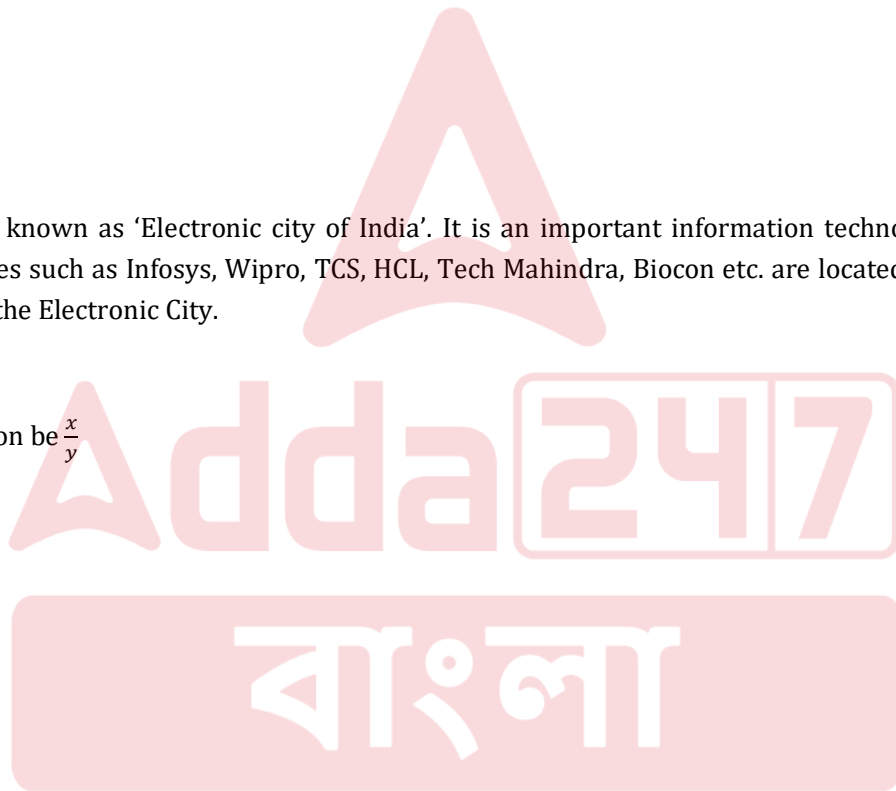 known as ‘Electronic city of India’. It is an important information techno
es such as Infosys, Wipro, TCS, HCL, Tech Mahindra, Biocon etc. are located
the Electronic City.
on be x/y
Adda247
বাংলা